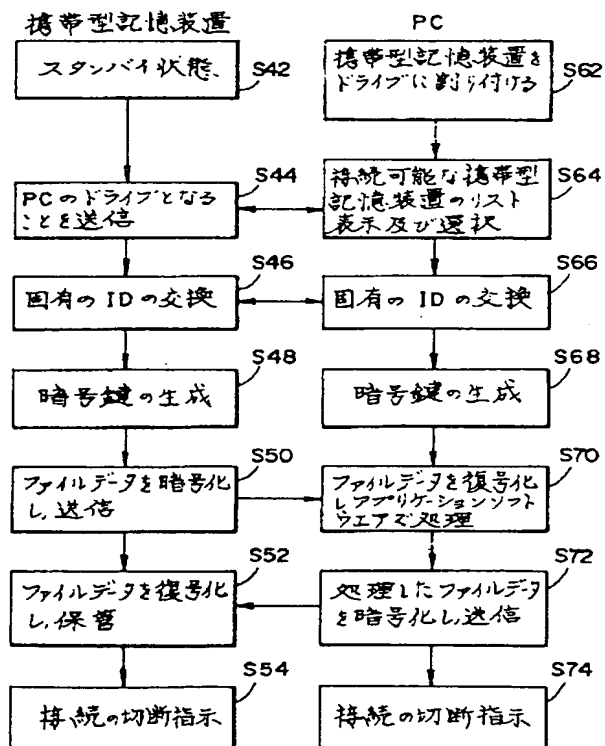 携帯型記憶装置
PC
スタンバイ状態
S42
携帯型記憶装置を
ドライブに割り付ける
S62
PCのドライブとなる
ことを送信
S44
接続可能な携帯型
記憶装置のリスト
表示及び選択
S64
固有のIDの交換
S46
固有のIDの交換
S66
暗号鍵の生成
S48
暗号鍵の生成
S68
ファイルデータを暗号化
し,送信
S50
ファイルデータを復号化
しアプリケーションソフト
ウエアで処理
S70
ファイルデータを復号化
し,保管
S52
処理したファイルデータ
を暗号化し,送信
S72
接続の切断指示
S54
接続の切断指示
S74